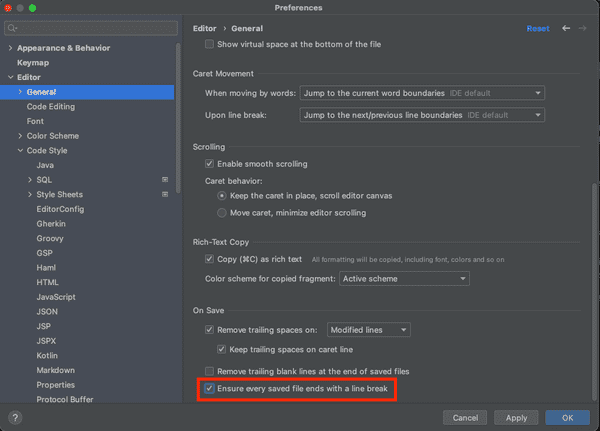 Preferences
Appearance & Behavior
Keymap
Editor
General
Code Editing
Font
Color Scheme
Code Style
Java
SQL
Style Sheets
EditorConfig
Gherkin
Groovy
GSP
Haml
HTML
JavaScript
JSON
JSP
JSPX
Kotlin
Markdown
Properties
Protocol Buffer
Editor › General
Reset
Show virtual space at the bottom of the file
Caret Movement
When moving by words: Jump to the current word boundaries IDE default
Upon line break: Jump to the next/previous line boundaries IDE default
Scrolling
Enable smooth scrolling
Caret behavior:
Keep the caret in place, scroll editor canvas
Move caret, minimize editor scrolling
Rich-Text Copy
Copy (⌘C) as rich text All formatting will be copied, including font, colors and so on
Color scheme for copied fragment: Active scheme
On Save
Remove trailing spaces on: Modified lines
Keep trailing spaces on caret line
Remove trailing blank lines at the end of saved files
Ensure every saved file ends with a line break
? Cancel Apply OK